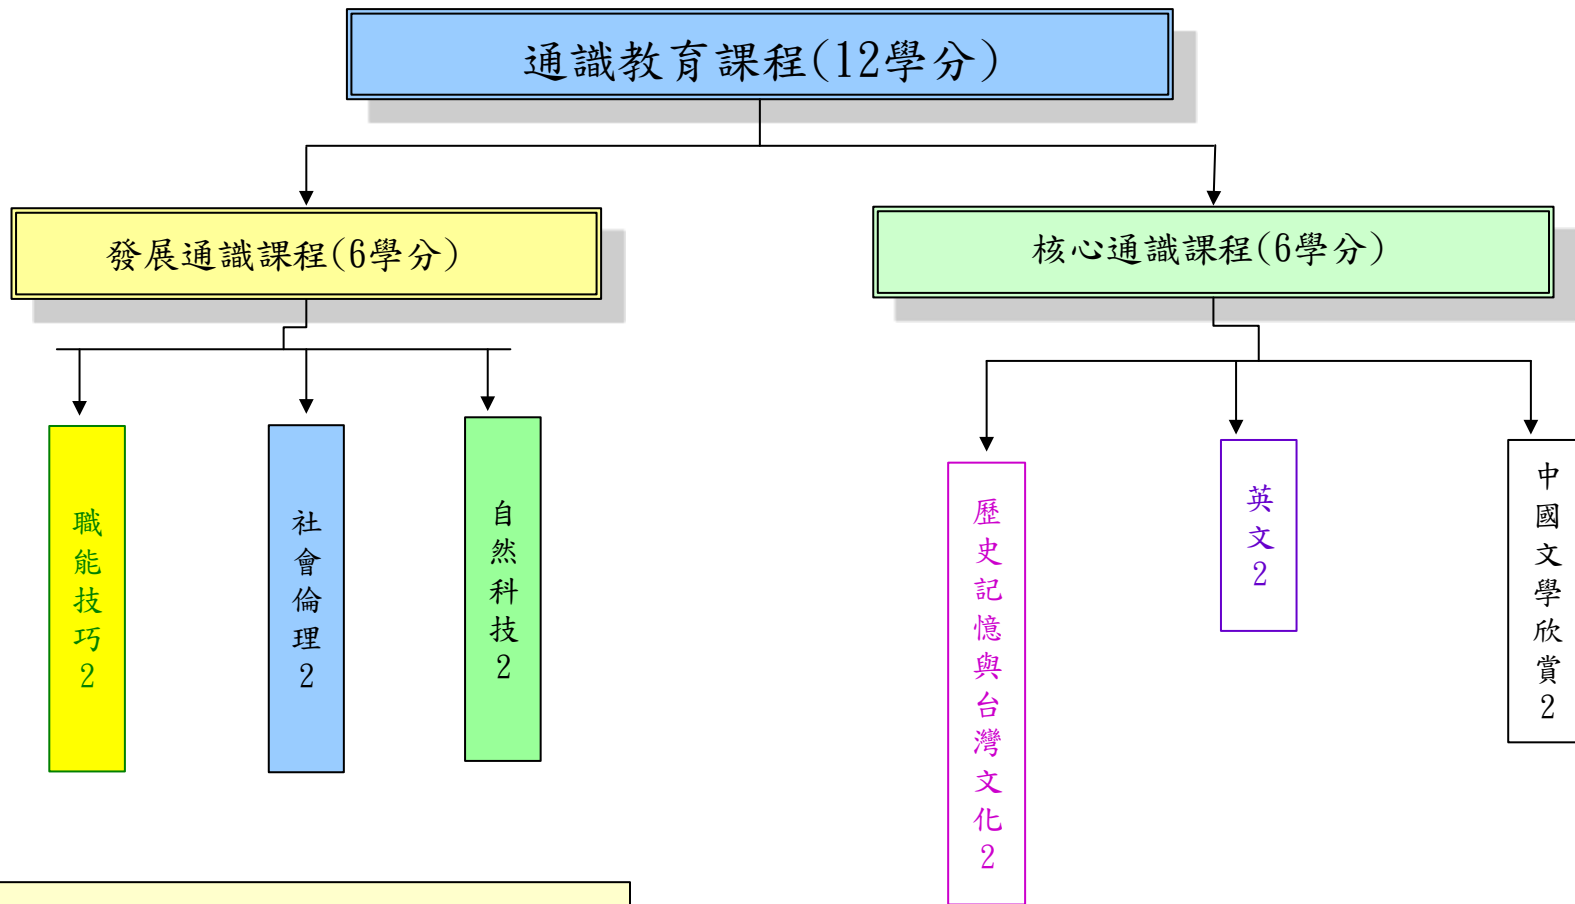 通識教育課程(12學分)
發展通識課程(6學分)
核心通識課程(6學分)
職能技巧2
社會倫理2
自然科技2
歷史記憶與台灣文化2
英文2
中國文學欣賞2